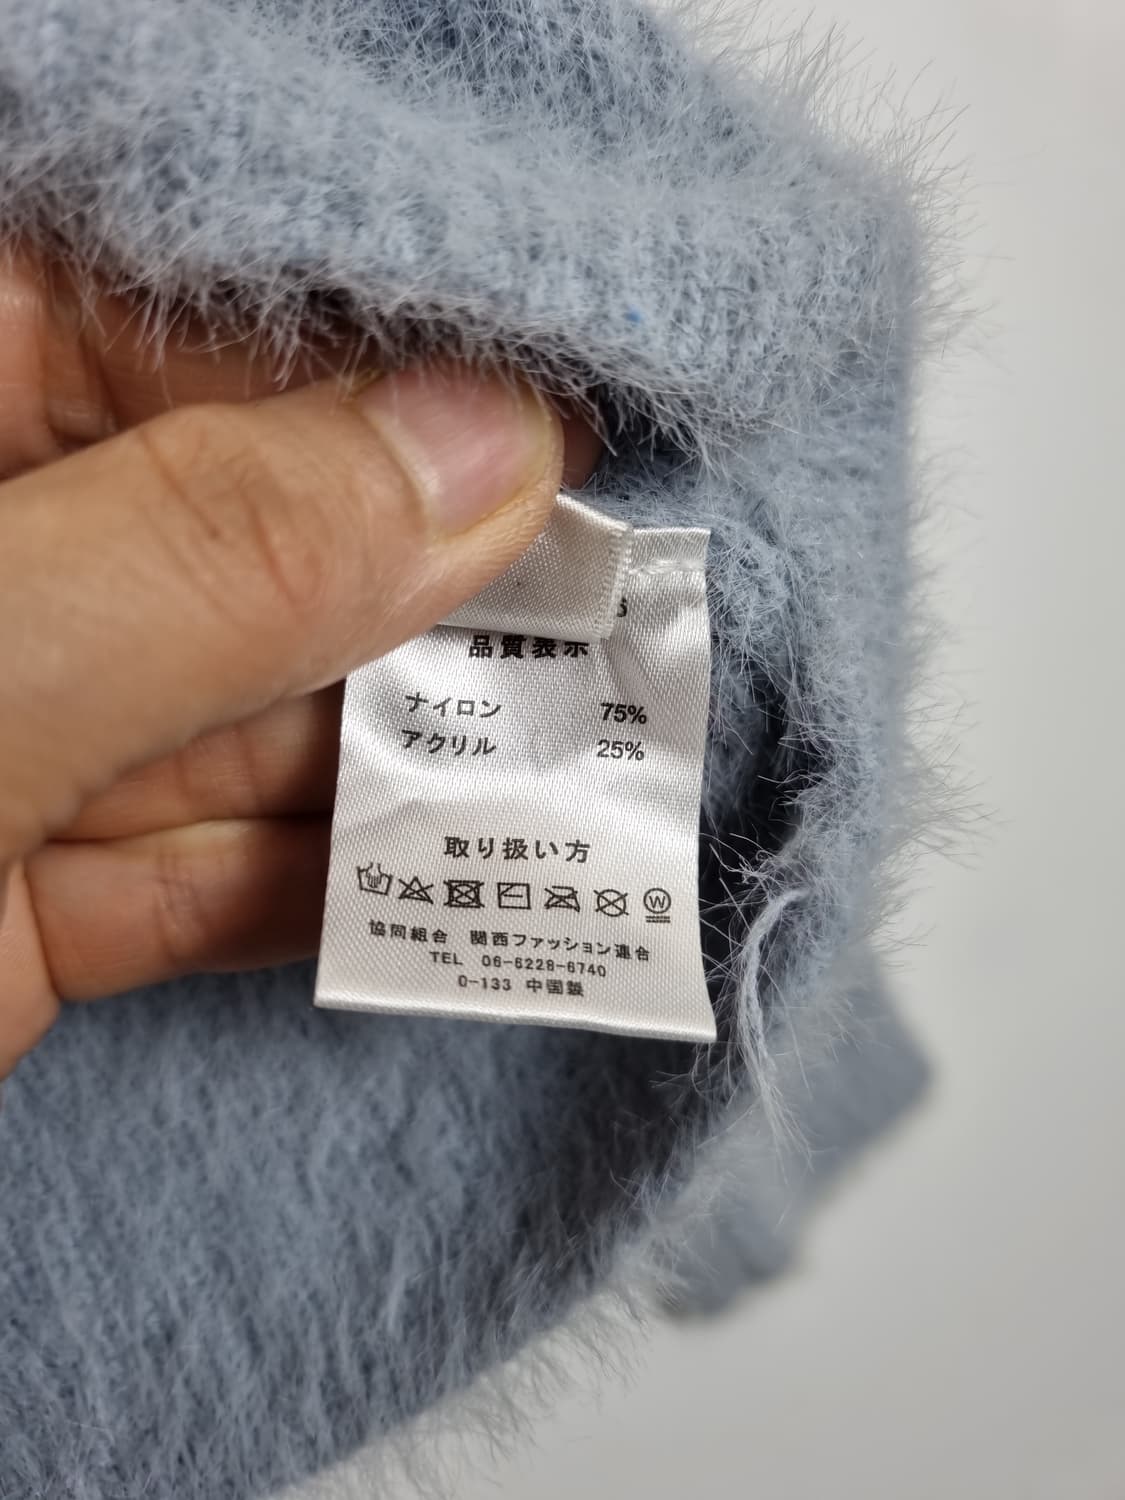 品質表示
ナイロン 75%
アクリル 25%
取り扱い方
W
協同組合 関西ファッション連合
TEL 06-6228-6740
O-133 中国製